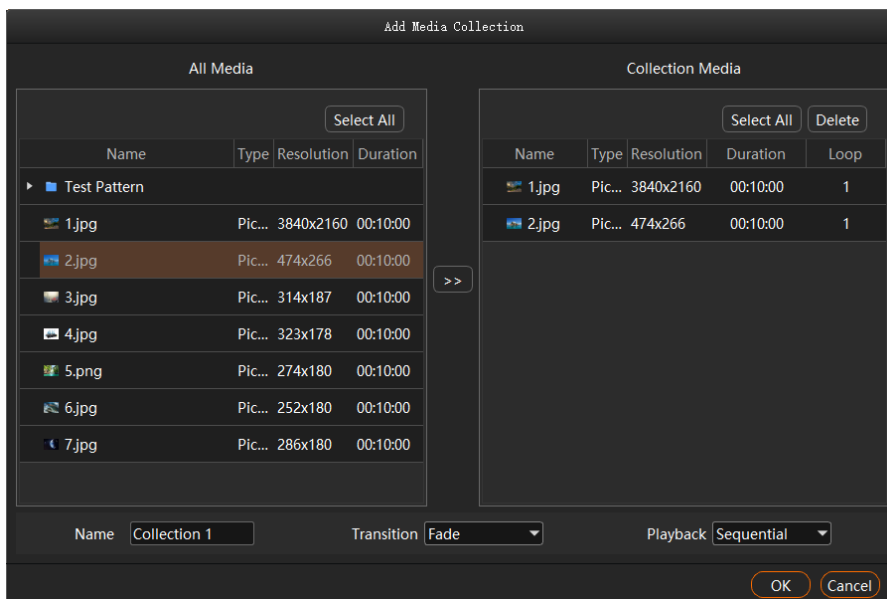 Add Media Collection
All Media
Collection Media
Select All
Select All Delete
Name Type Resolution Duration
Name Type Resolution Duration Loop
Test Pattern
1.jpg Pic... 3840x2160 00:10:00
2.jpg Pic... 474x266 00:10:00
3.jpg Pic... 314x187 00:10:00
4.jpg Pic... 323x178 00:10:00
5.png Pic... 274x180 00:10:00
6.jpg Pic... 252x180 00:10:00
7.jpg Pic... 286x180 00:10:00
>>
1.jpg Pic... 3840x2160 00:10:00 1
2.jpg Pic... 474x266 00:10:00 1
Name Collection 1 Transition Fade Playback Sequential
OK Cancel